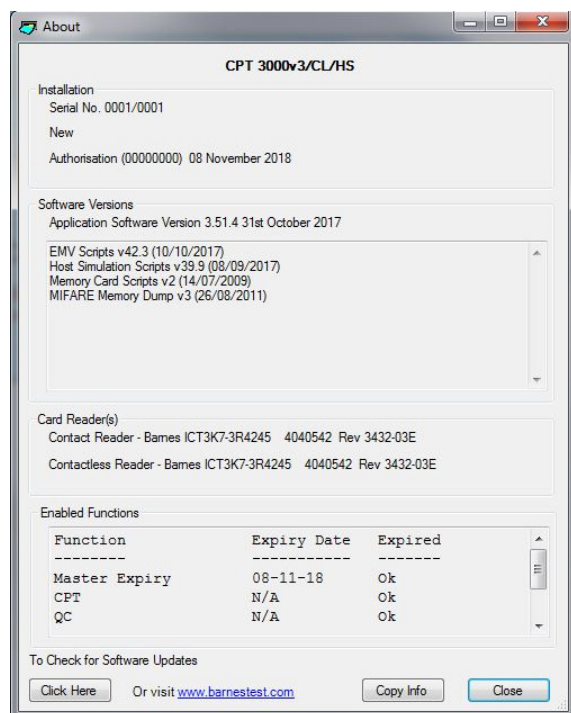 About
CPT 3000v3/CL/HS
Installation
Serial No. 0001/0001
New
Authorisation (00000000) 08 November 2018
Software Versions
Application Software Version 3.51.4 31st October 2017
EMV Scripts v42.3 (10/10/2017)
Host Simulation Scripts v39.9 (08/09/2017)
Memory Card Scripts v2 (14/07/2009)
MIFARE Memory Dump v3 (26/08/2011)
Card Reader(s)
Contact Reader - Barnes ICT3K7-3R4245 4040542 Rev 3432-03E
Contactless Reader - Barnes ICT3K7-3R4245 4040542 Rev 3432-03E
Enabled Functions
Function Expiry Date Expired
-------- ----------- -------
Master Expiry 08-11-18 Ok
CPT N/A Ok
QC N/A Ok
To Check for Software Updates
Click Here Or visit www.barnestest.com Copy Info Close